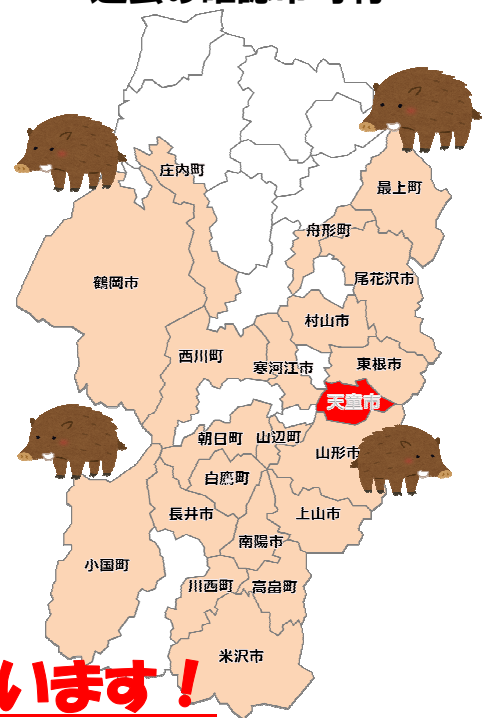 庄内町
最上町
舟形町
鶴岡市
尾花沢市
村山市
西川町
寒河江市
東根市
天童市
朝日町
山辺町
山形市
白鷹町
長井市
上山市
南陽市
小国町
川西町
高畠町
米沢市
います!